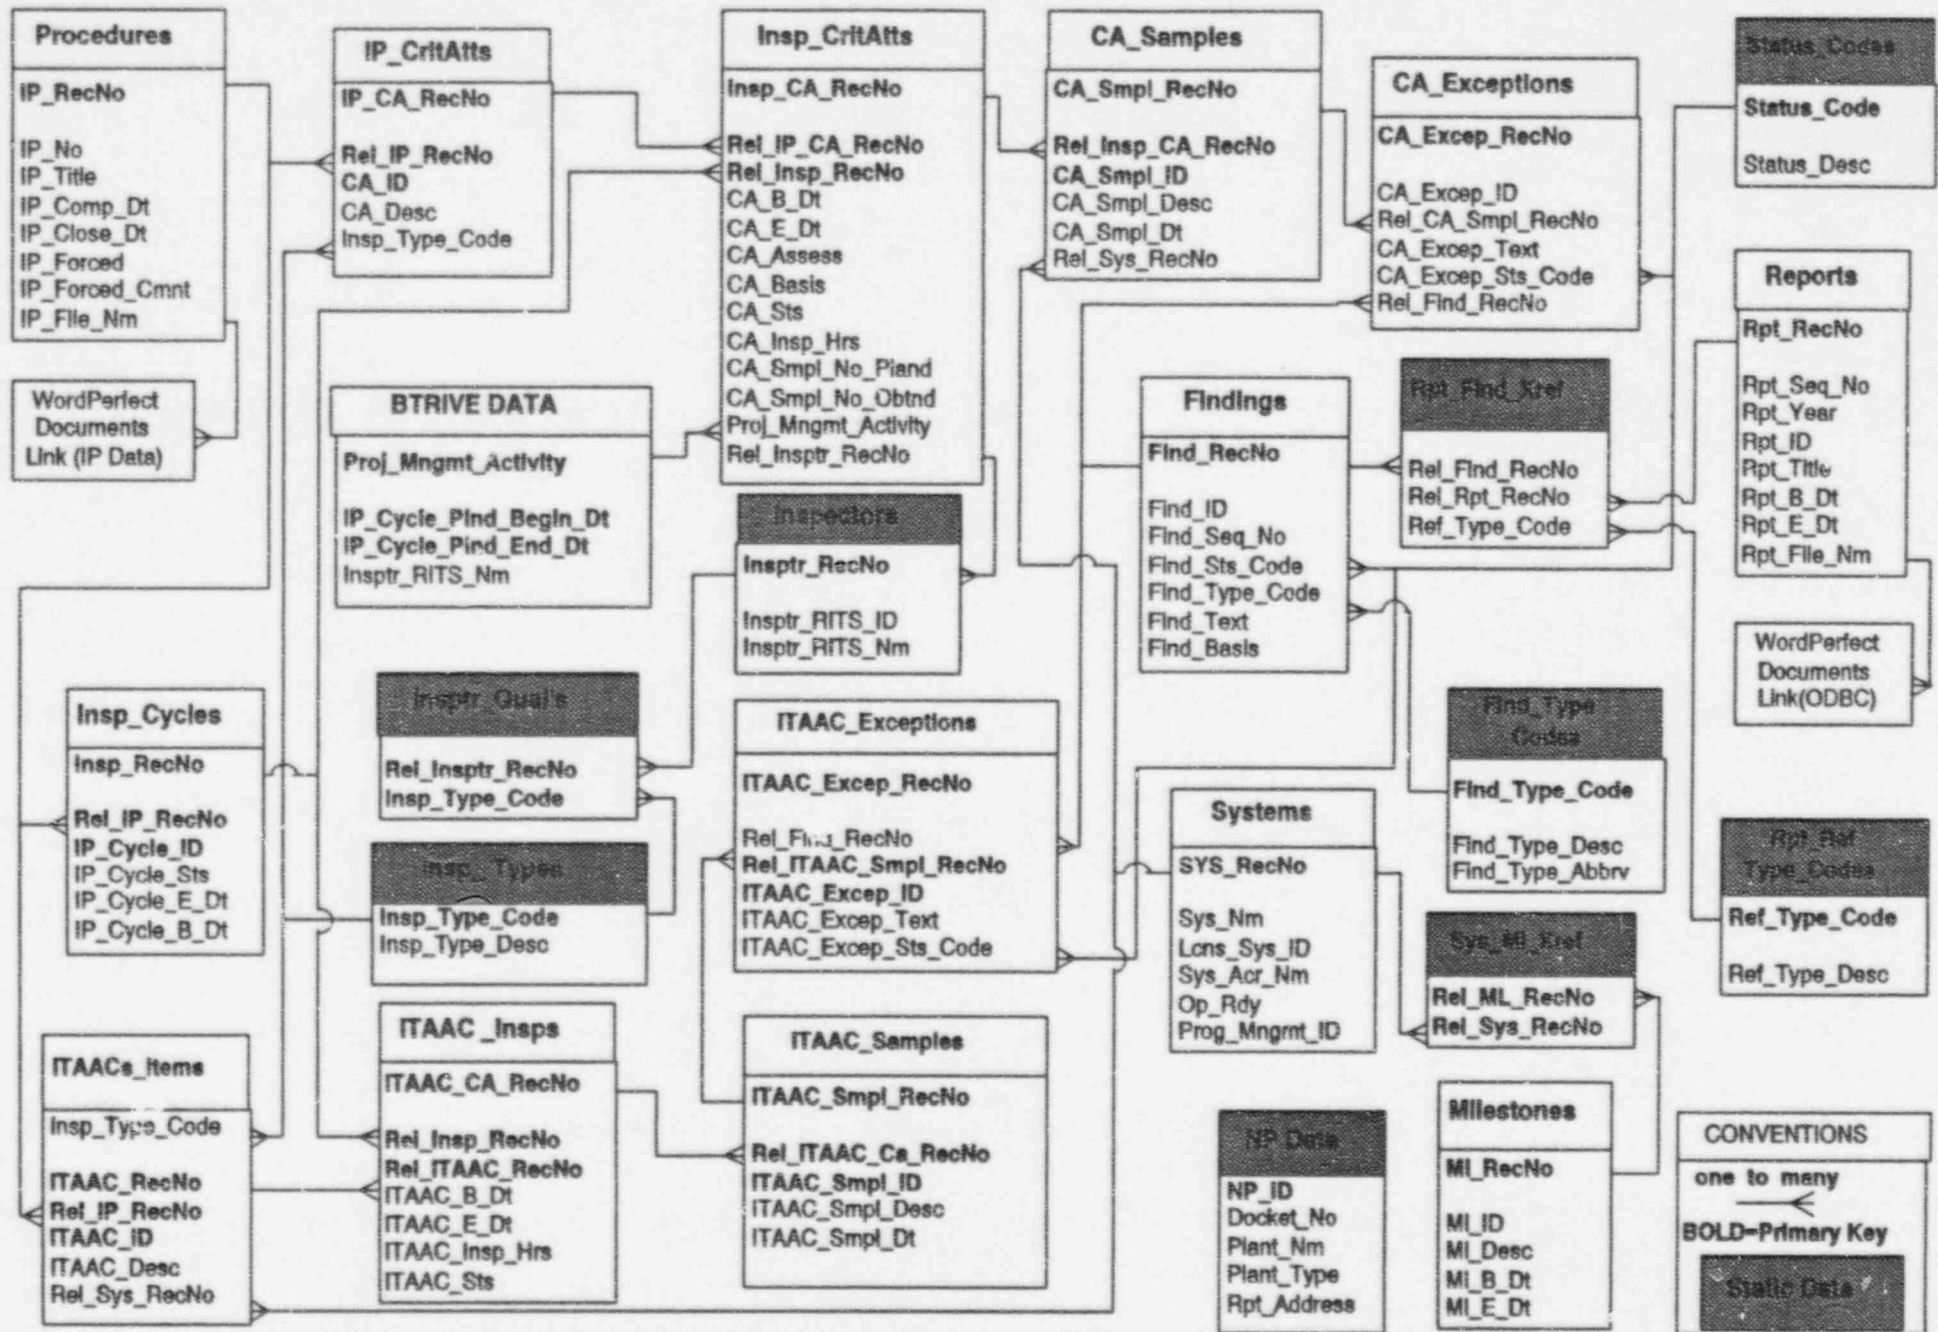 Procedures
IP_RecNo
IP_No
IP_Title
IP_Comp_Dt
IP_Close_Dt
IP_Forced
IP_Forced_Cmnt
IP_File_Nm
WordPerfect
Documents
Link (IP Data)
IP_CritAtts
IP_CA_RecNo
Rel_IP_RecNo
CA_ID
CA_Desc
Insp_Type_Code
Insp_CritAtts
Insp_CA_RecNo
Rel_IP_CA_RecNo
Rel_Insp_RecNo
CA_B_Dt
CA_E_Dt
CA_Assess
CA_Basis
CA_Sts
CA_Insp_Hrs
CA_Smpl_No_Pland
CA_Smpl_No_Obtnd
Proj_Mngmt_Activity
Rel_Insptr_RecNo
CA_Samples
CA_Smpl_RecNo
Rel_Insp_CA_RecNo
CA_Smpl_ID
CA_Smpl_Desc
CA_Smpl_Dt
Rel_Sys_RecNo
CA_Exceptions
CA_Excep_RecNo
CA_Excep_ID
Rel_CA_Smpl_RecNo
CA_Excep_Text
CA_Excep_Sts_Code
Rel_Find_RecNo
Status_Codes
Status_Code
Status_Desc
Reports
Rpt_RecNo
Rpt_Seq_No
Rpt_Year
Rpt_ID
Rpt_Title
Rpt_B_Dt
Rpt_E_Dt
Rpt_File_Nm
WordPerfect
Documents
Link(ODBC)
BTRIVE DATA
Proj_Mngmt_Activity
IP_Cycle_Plnd_Begin_Dt
IP_Cycle_Plnd_End_Dt
Insptr_RITS_Nm
Inspectors
Insptr_RecNo
Insptr_RITS_ID
Insptr_RITS_Nm
Findings
Find_RecNo
Find_ID
Find_Seq_No
Find_Sts_Code
Find_Type_Code
Find_Text
Find_Basis
Rpt_Find_Xref
Rel_Find_RecNo
Rel_Rpt_RecNo
Ref_Type_Code
Insp_Cycles
Insp_RecNo
Rel_IP_RecNo
IP_Cycle_ID
IP_Cycle_Sts
IP_Cycle_E_Dt
IP_Cycle_B_Dt
Insptr_Qual's
Rel_Insptr_RecNo
Insp_Type_Code
Insp_Types
Insp_Type_Code
Insp_Type_Desc
ITAAC_Exceptions
ITAAC_Excep_RecNo
Rel_Find_RecNo
Rel_ITAAC_Smpl_RecNo
ITAAC_Excep_ID
ITAAC_Excep_Text
ITAAC_Excep_Sts_Code
Systems
SYS_RecNo
Sys_Nm
Lcns_Sys_ID
Sys_Acr_Nm
Op_Rdy
Prog_Mngmt_ID
Find_Type
Codes
Find_Type_Code
Find_Type_Desc
Find_Type_Abbrv
Rpt_Ref
Type_Codes
Ref_Type_Code
Ref_Type_Desc
Sys_Ml_Xref
Rel_ML_RecNo
Rel_Sys_RecNo
ITAACs_Items
Insp_Type_Code
ITAAC_RecNo
Rel_IP_RecNo
ITAAC_ID
ITAAC_Desc
Rel_Sys_RecNo
ITAAC_Insps
ITAAC_CA_RecNo
Rel_Insp_RecNo
Rel_ITAAC_RecNo
ITAAC_B_Dt
ITAAC_E_Dt
ITAAC_Insp_Hrs
ITAAC_Sts
ITAAC_Samples
ITAAC_Smpl_RecNo
Rel_ITAAC_Ca_RecNo
ITAAC_Smpl_ID
ITAAC_Smpl_Desc
ITAAC_Smpl_Dt
NP Data
NP_ID
Docket_No
Plant_Nm
Plant_Type
Rpt_Address
Milestones
Ml_RecNo
Ml_ID
Ml_Desc
Ml_B_Dt
Ml_E_Dt
CONVENTIONS
one to many
BOLD=Primary Key
Static Data